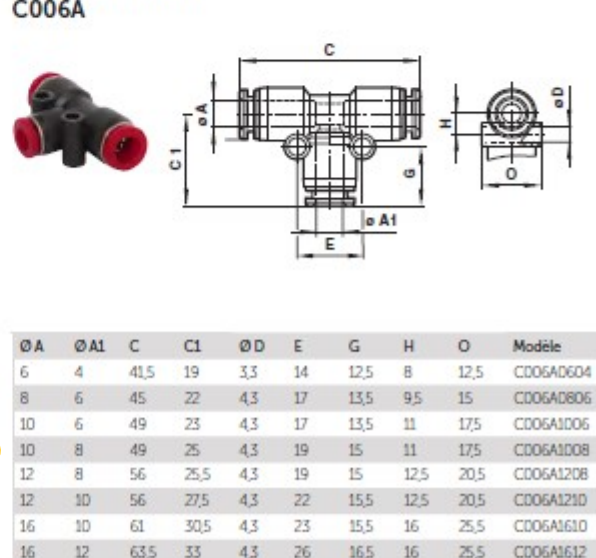 C006A
C
ø A
C 1
G
ø A1
E
H
ø D
O
Ø A Ø A1 C C1 Ø D E G H O Modèle
6 4 41,5 19 3,3 14 12,5 8 12,5 C006A0604
8 6 45 22 4,3 17 13,5 9,5 15 C006A0806
10 6 49 23 4,3 17 13,5 11 17,5 C006A1006
10 8 49 25 4,3 19 15 11 17,5 C006A1008
12 8 56 25,5 4,3 19 15 12,5 20,5 C006A1208
12 10 56 27,5 4,3 22 15,5 12,5 20,5 C006A1210
16 10 61 30,5 4,3 23 15,5 16 25,5 C006A1610
16 12 63,5 33 4,3 26 16,5 16 25,5 C006A1612